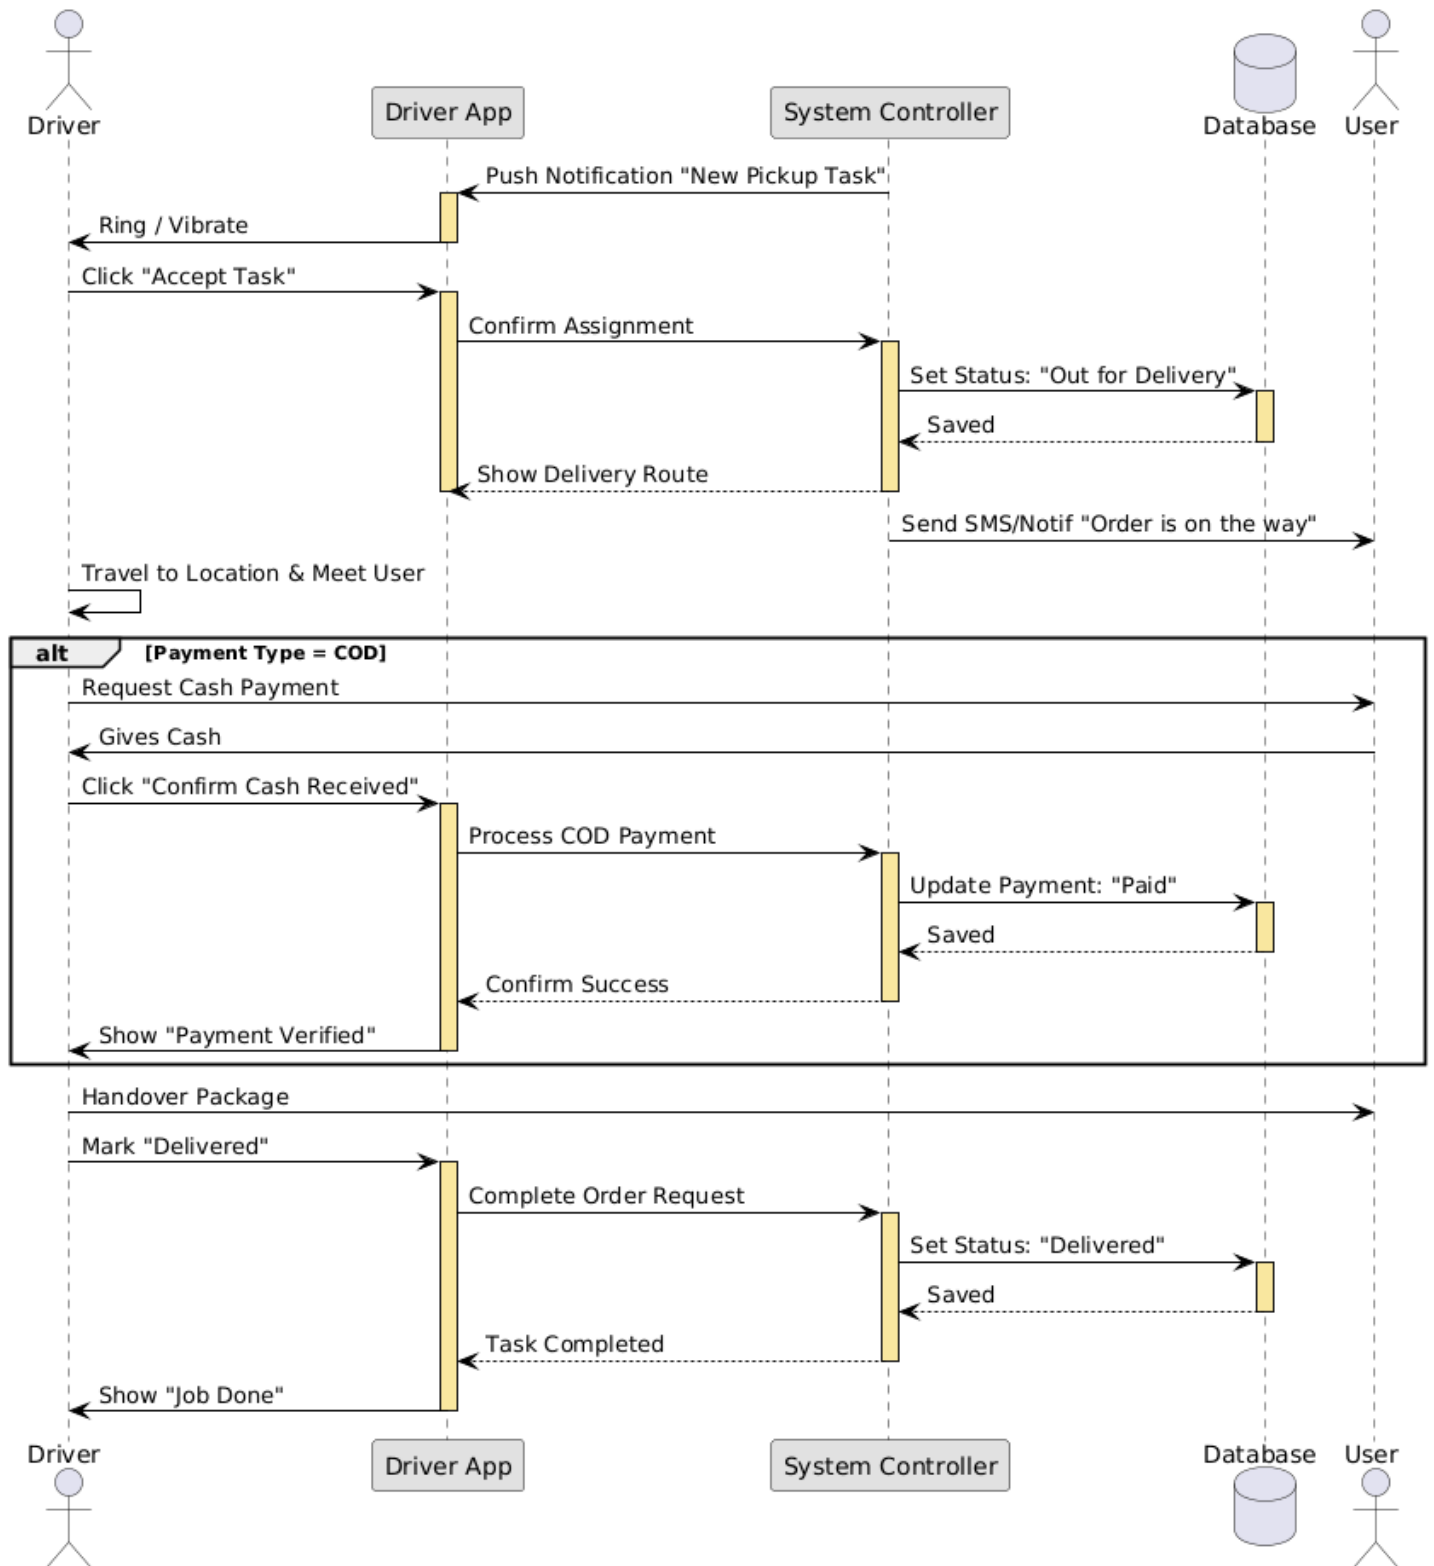 Driver
Driver App
System Controller
Database
User
Push Notification "New Pickup Task"
Ring / Vibrate
Click "Accept Task"
Confirm Assignment
Set Status: "Out for Delivery"
Saved
Show Delivery Route
Send SMS/Notif "Order is on the way"
Travel to Location & Meet User
alt
[Payment Type = COD]
Request Cash Payment
Gives Cash
Click "Confirm Cash Received"
Process COD Payment
Update Payment: "Paid"
Saved
Confirm Success
Show "Payment Verified"
Handover Package
Mark "Delivered"
Complete Order Request
Set Status: "Delivered"
Saved
Task Completed
Show "Job Done"
Driver
Driver App
System Controller
Database
User